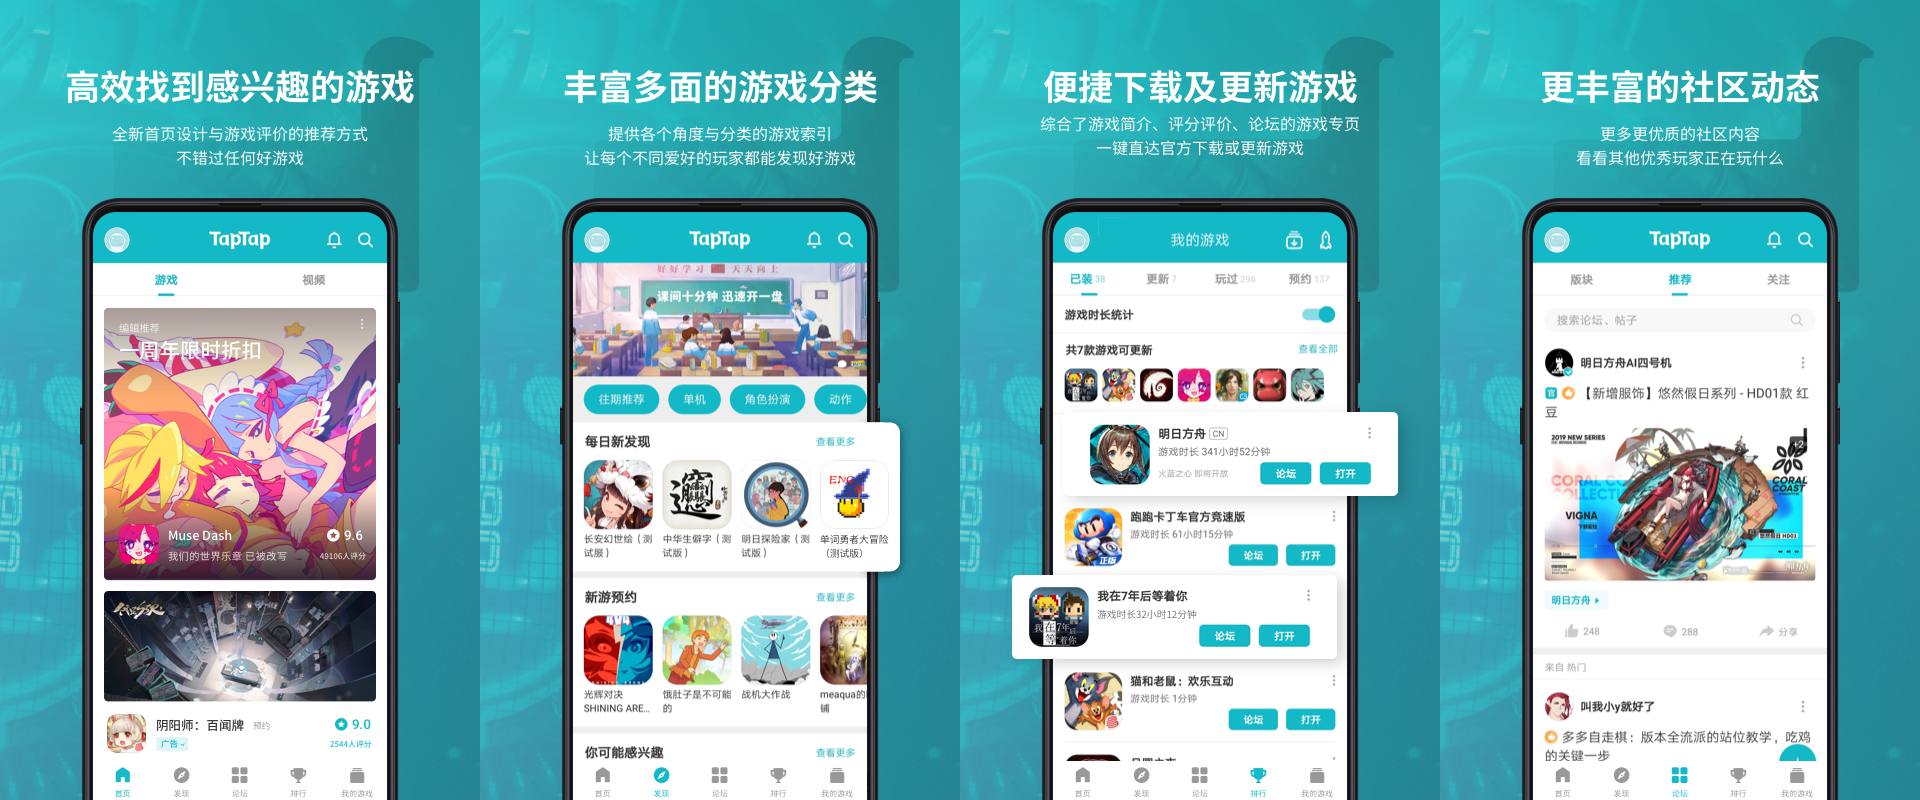 高效找到感兴趣的游戏
全新首页设计与游戏评价的推荐方式
不错过任何好游戏
TapTap
游戏
视频
编辑推荐
一周年限时折扣
Muse Dash
9.6
我们的世界乐章 已被改写
49106人评分
阴阳师：百闻牌
预约
9.0
广告
2544人评分
首页
发现
论坛
排行
我的游戏
丰富多面的游戏分类
提供各个角度与分类的游戏索引
让每个不同爱好的玩家都能发现好游戏
TapTap
好好学习 天天向上
课间十分钟 迅速开一盘
往期推荐
单机
角色扮演
动作
每日新发现
查看更多
长安幻世绘（测
试服）
中华生僻字（测
试版）
明日探险家（测
试版）
ENG
单词勇者大冒险
（测试版）
新游预约
查看更多
光辉对决
SHINING ARE...
饿肚子是不可能
的
战机大作战
meaqua的
铺
你可能感兴趣
查看更多
首页
发现
论坛
排行
我的游戏
便捷下载及更新游戏
综合了游戏简介、评分评价、论坛的游戏专页
一键直达官方下载或更新游戏
我的游戏
已装 38
更新 7
玩过 296
预约 137
游戏时长统计
共7款游戏可更新
查看全部
明日方舟 CN
游戏时长 341小时52分钟
火蓝之心 即将开放
论坛
打开
跑跑卡丁车官方竞速版
游戏时长 61小时15分钟
正版
论坛
打开
我在7年后等着你
游戏时长32小时12分钟
我在7年后
等着你
论坛
打开
猫和老鼠：欢乐互动
游戏时长 1分钟
论坛
打开
首页
发现
论坛
排行
我的游戏
更丰富的社区动态
更多更优质的社区内容
看看其他优秀玩家正在玩什么
TapTap
版块
推荐
关注
搜索论坛、帖子
明日方舟AI四号机
官 【新增服饰】悠然假日系列 - HD01款 红
豆
2019 NEW SERIES
+2
CORAL COAST
COLLECTI
CORAL
COAST
VIGNA
悠然假日 HD01
明日方舟
248
288
分享
来自 热门
叫我小y就好了
多多自走棋：版本全流派的站位教学，吃鸡
的关键一步
首页
发现
论坛
排行
我的游戏